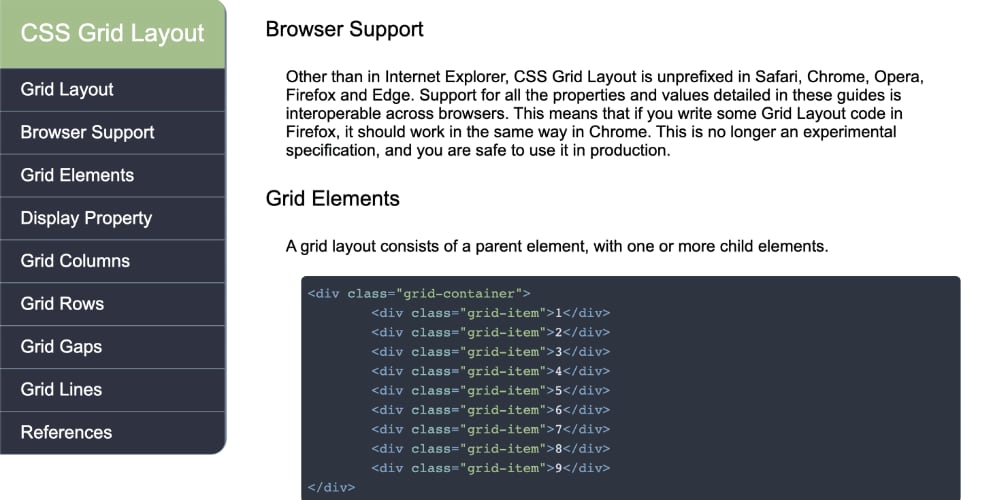 CSS Grid Layout
Grid Layout
Browser Support
Grid Elements
Display Property
Grid Columns
Grid Rows
Grid Gaps
Grid Lines
References
Browser Support
Other than in Internet Explorer, CSS Grid Layout is unprefixed in Safari, Chrome, Opera,
Firefox and Edge. Support for all the properties and values detailed in these guides is
interoperable across browsers. This means that if you write some Grid Layout code in
Firefox, it should work in the same way in Chrome. This is no longer an experimental
specification, and you are safe to use it in production.
Grid Elements
A grid layout consists of a parent element, with one or more child elements.
<div class="grid-container">
<div class="grid-item">1</div>
<div class="grid-item">2</div>
<div class="grid-item">3</div>
<div class="grid-item">4</div>
<div class="grid-item">5</div>
<div class="grid-item">6</div>
<div class="grid-item">7</div>
<div class="grid-item">8</div>
<div class="grid-item">9</div>
</div>